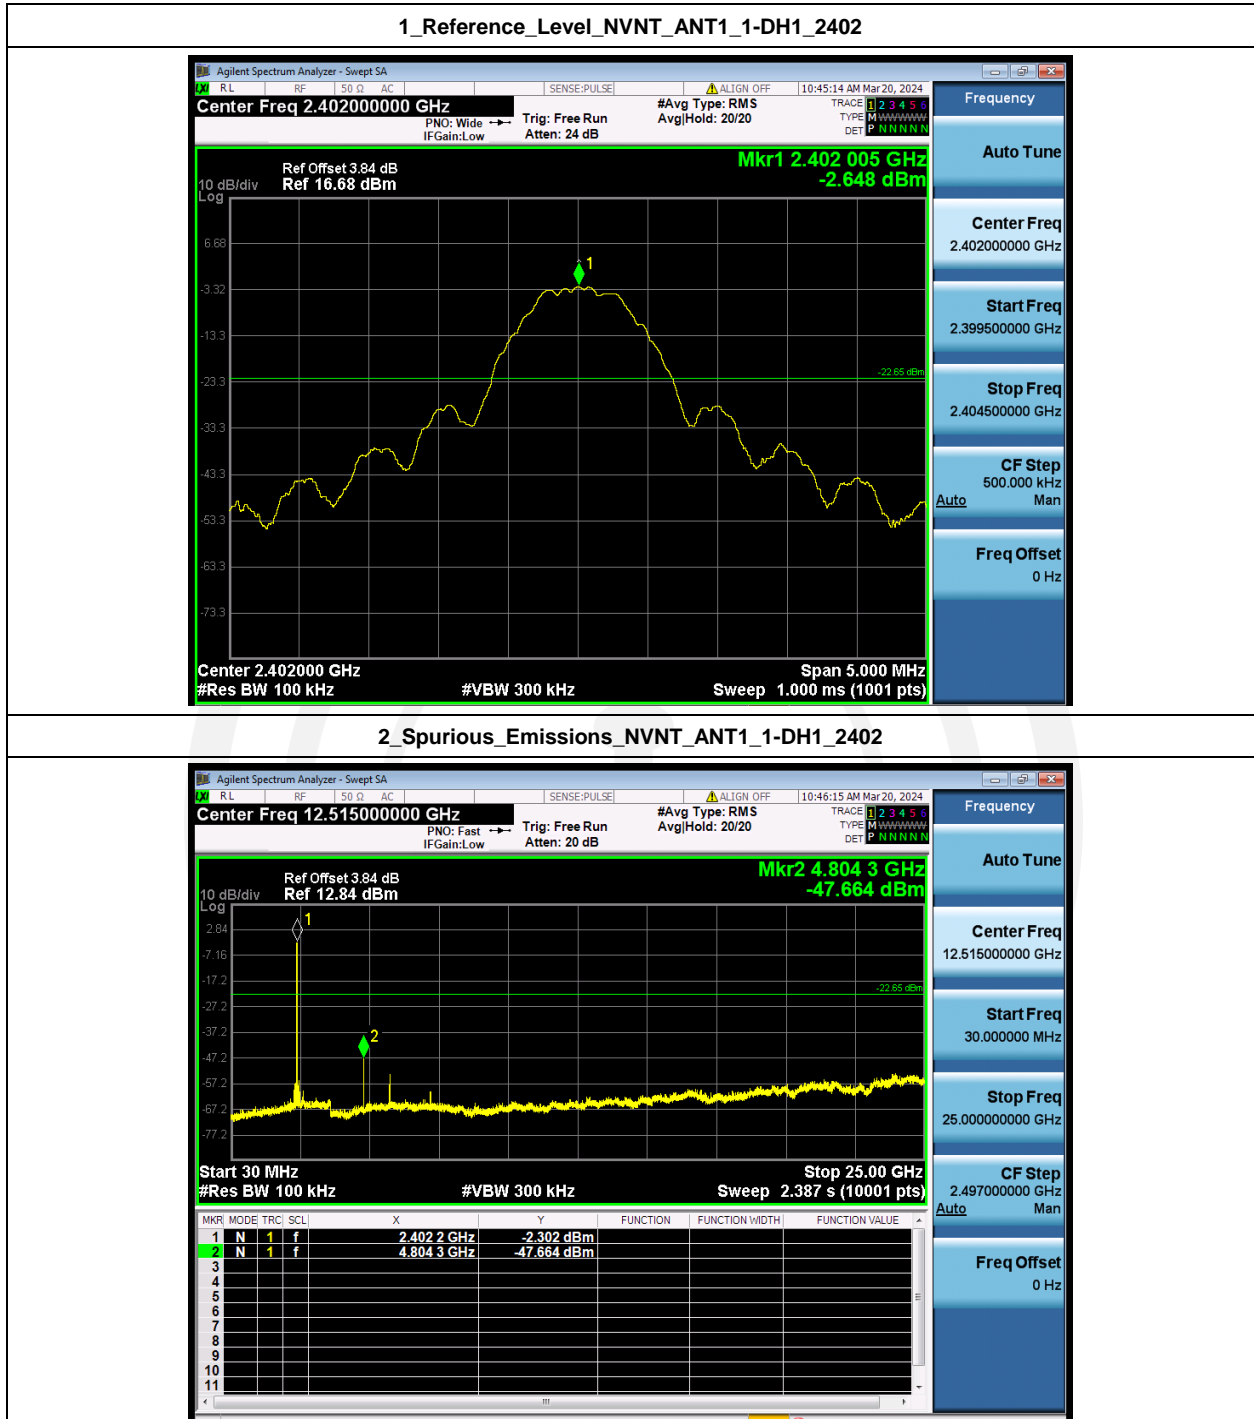 1_Reference_Level_NVNT_ANT1_1-DH1_2402
Agilent Spectrum Analyzer - Swept SA
LXI RL RF 50 Ω AC SENSE:PULSE ALIGN OFF 10:45:14 AM Mar 20, 2024
Center Freq 2.402000000 GHz
PNO: Wide
IFGain:Low
Trig: Free Run
Atten: 24 dB
#Avg Type: RMS
Avg|Hold: 20/20
TRACE 1 2 3 4 5 6
TYPE M WWWWW
DET P N N N N N
Ref Offset 3.84 dB
10 dB/div Ref 16.68 dBm
Log
Mkr1 2.402 005 GHz
-2.648 dBm
1
6.68
-3.32
-13.3
-22.65 dBm
-23.3
-33.3
-43.3
-53.3
-63.3
-73.3
Center 2.402000 GHz Span 5.000 MHz
#Res BW 100 kHz #VBW 300 kHz Sweep 1.000 ms (1001 pts)
Frequency
Auto Tune
Center Freq
2.402000000 GHz
Start Freq
2.399500000 GHz
Stop Freq
2.404500000 GHz
CF Step
500.000 kHz
Auto Man
Freq Offset
0 Hz
2_Spurious_Emissions_NVNT_ANT1_1-DH1_2402
Agilent Spectrum Analyzer - Swept SA
LXI RL RF 50 Ω AC SENSE:PULSE ALIGN OFF 10:46:15 AM Mar 20, 2024
Center Freq 12.515000000 GHz
PNO: Fast
IFGain:Low
Trig: Free Run
Atten: 20 dB
#Avg Type: RMS
Avg|Hold: 20/20
TRACE 1 2 3 4 5 6
TYPE M WWWWW
DET P N N N N N
Ref Offset 3.84 dB
10 dB/div Ref 12.84 dBm
Log
Mkr2 4.804 3 GHz
-47.664 dBm
1
2
2.84
-7.16
-17.2
-22.65 dBm
-27.2
-37.2
-47.2
-57.2
-67.2
-77.2
Start 30 MHz Stop 25.00 GHz
#Res BW 100 kHz #VBW 300 kHz Sweep 2.387 s (10001 pts)
MKR MODE TRC SCL X Y FUNCTION FUNCTION WIDTH FUNCTION VALUE
1 N 1 f 2.402 2 GHz -2.302 dBm
2 N 1 f 4.804 3 GHz -47.664 dBm
3
4
5
6
7
8
9
10
11
Frequency
Auto Tune
Center Freq
12.515000000 GHz
Start Freq
30.000000 MHz
Stop Freq
25.000000000 GHz
CF Step
2.497000000 GHz
Auto Man
Freq Offset
0 Hz